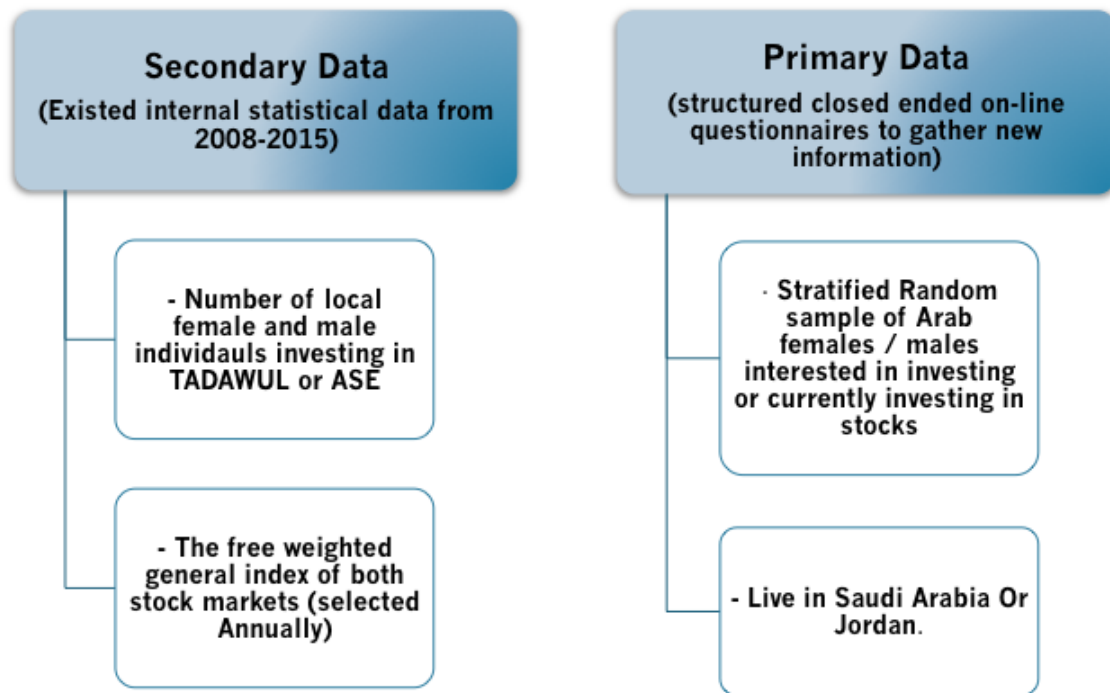 Secondary Data
(Existed internal statistical data from
2008-2015)
- Number of local
female and male
individauls investing in
TADAWUL or ASE
- The free weighted
general index of both
stock markets (selected
Annually)
Primary Data
(structured closed ended on-line
questionnaires to gather new
information)
· Stratified Random
sample of Arab
females / males
interested in investing
or currently investing in
stocks
- Live in Saudi Arabia Or
Jordan.